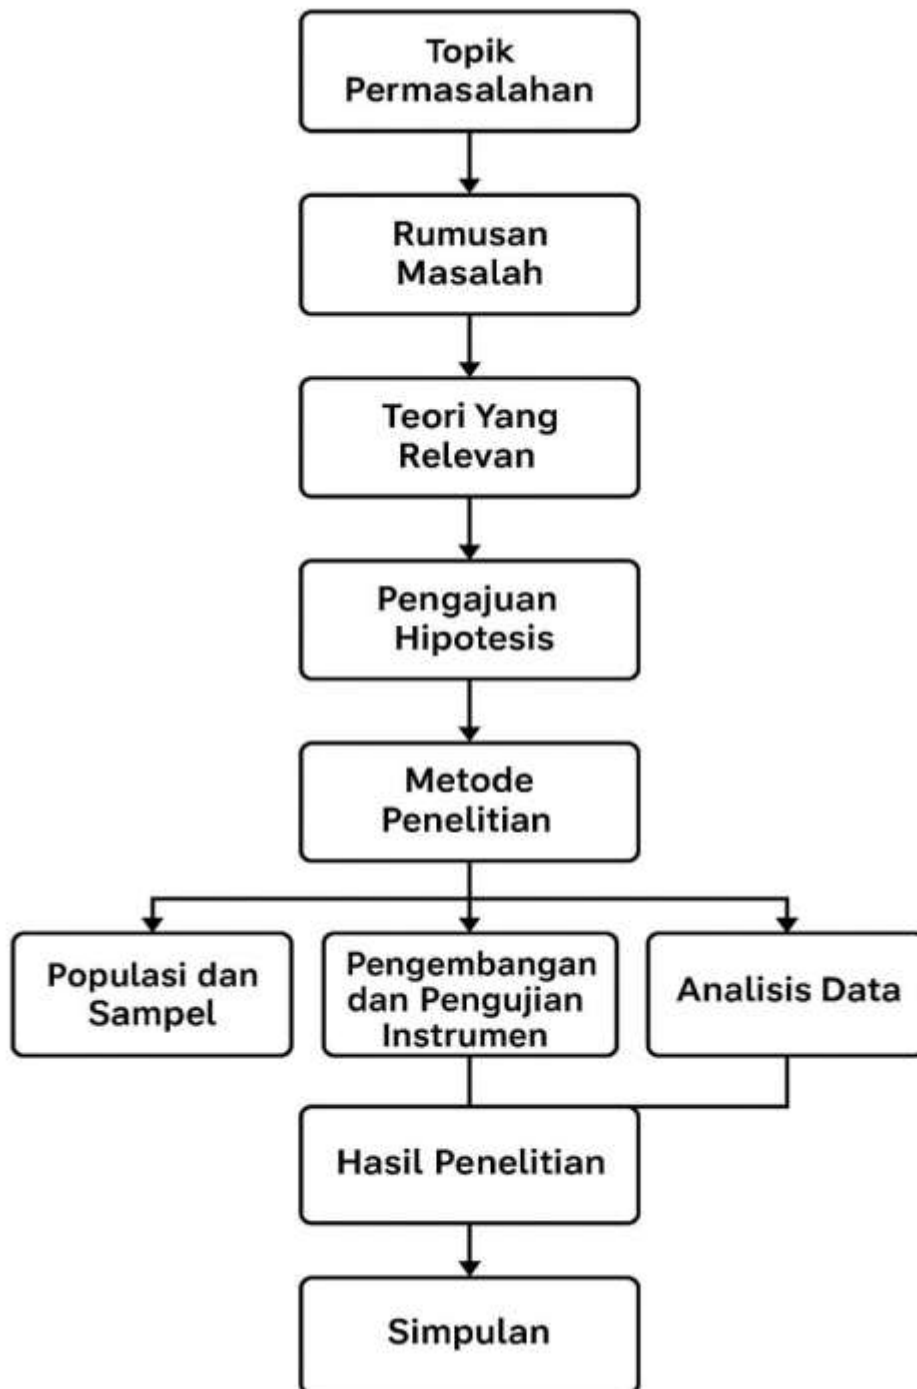 Topik
Permasalahan
Rumusan
Masalah
Teori Yang
Relevan
Pengajuan
Hipotesis
Metode
Penelitian
Populasi dan
Sampel
Pengembangan
dan Pengujian
Instrumen
Analisis Data
Hasil Penelitian
Simpulan